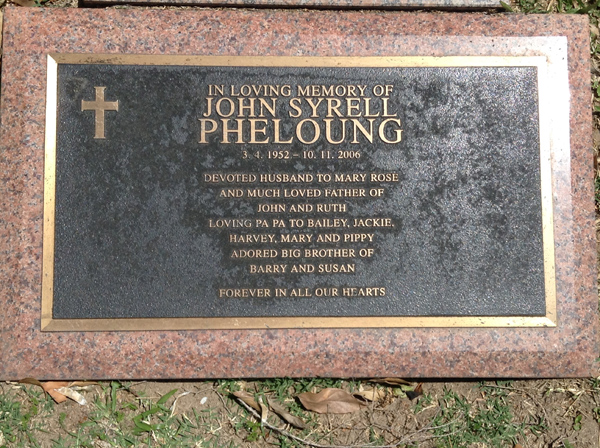 IN LOVING MEMORY OF
JOHN SYRELL
PHELOUNG
3. 4. 1952 – 10. 11. 2006
DEVOTED HUSBAND TO MARY ROSE
AND MUCH LOVED FATHER OF
JOHN AND RUTH
LOVING PA PA TO BAILEY, JACKIE,
HARVEY, MARY AND PIPPY
ADORED BIG BROTHER OF
BARRY AND SUSAN
FOREVER IN ALL OUR HEARTS